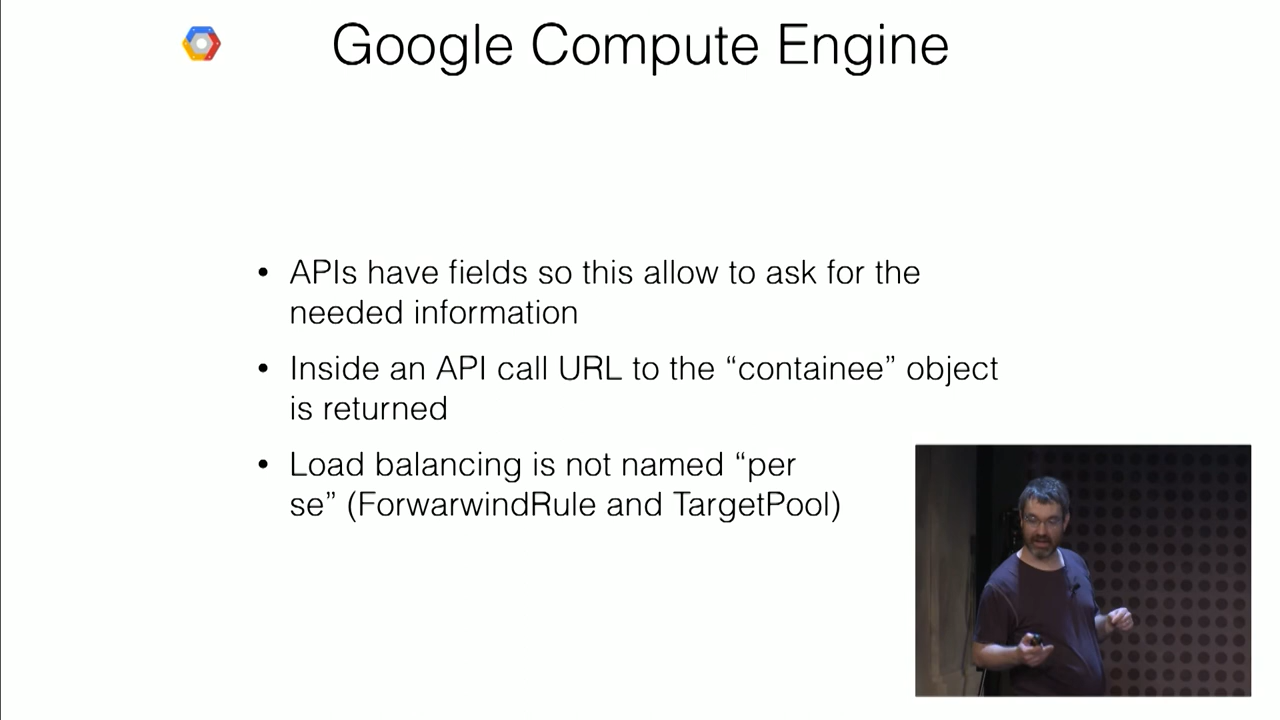 Google Compute Engine
• APIs have fields so this allow to ask for the
needed information
• Inside an API call URL to the “containee” object
is returned
• Load balancing is not named “per
se” (ForwarwindRule and TargetPool)